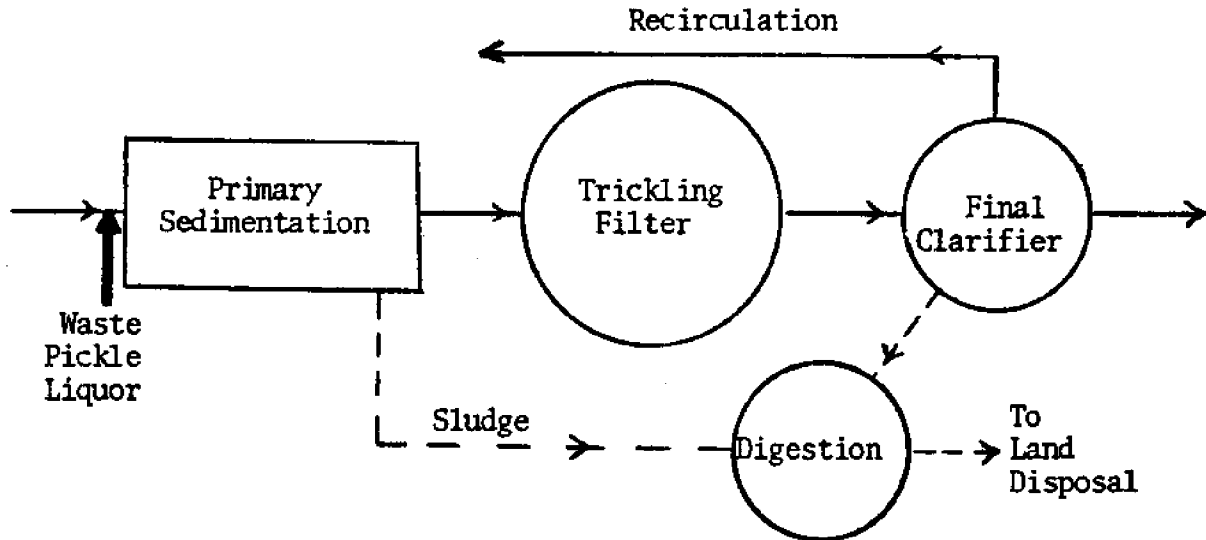 Recirculation
Primary
Sedimentation
Trickling
Filter
Final
Clarifier
Waste
Pickle
Liquor
Sludge
Digestion
To
Land
Disposal